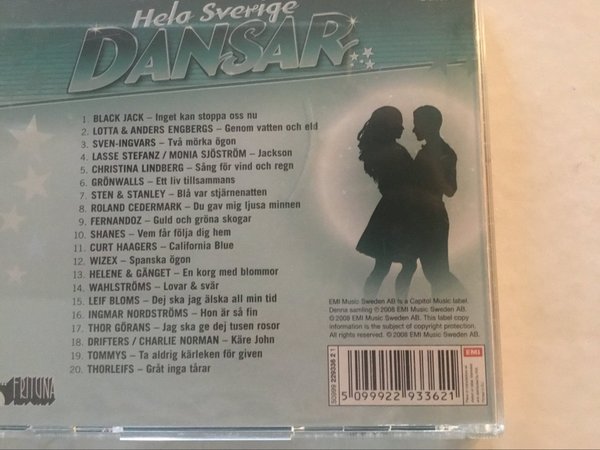 Hela Sverige
DANSAR
1. BLACK JACK – Inget kan stoppa oss nu
2. LOTTA & ANDERS ENGBERGS – Genom vatten och eld
3. SVEN-INGVARS – Två mörka ögon
4. LASSE STEFANZ / MONIA SJÖSTRÖM – Jackson
5. CHRISTINA LINDBERG – Sång för vind och regn
6. GRÖNWALLS – Ett liv tillsammans
7. STEN & STANLEY – Blå var stjärnenatten
8. ROLAND CEDERMARK – Du gav mig ljusa minnen
9. FERNANDOZ – Guld och gröna skogar
10. SHANES – Vem får följa dig hem
11. CURT HAAGERS – California Blue
12. WIZEX – Spanska ögon
13. HELENE & GÄNGET – En korg med blommor
14. WAHLSTRÖMS – Lovar & svär
15. LEIF BLOMS – Dej ska jag älska all min tid
16. INGMAR NORDSTRÖMS – Hon är så fin
17. THOR GÖRANS – Jag ska ge dej tusen rosor
18. DRIFTERS / CHARLIE NORMAN – Käre John
19. TOMMYS – Ta aldrig kärleken för given
20. THORLEIFS – Gråt inga tårar
EMI Music Sweden AB is a Capitol Music label.
Denna samling ℗ 2008 EMI Music Sweden AB.
© 2008 EMI Music Sweden AB. This label copy
information is the subject of copyright protection.
All rights reserved. © 2008 EMI Music Sweden AB.
50999 229336 2 1
EMI
5 099922 933621
FRITUNA